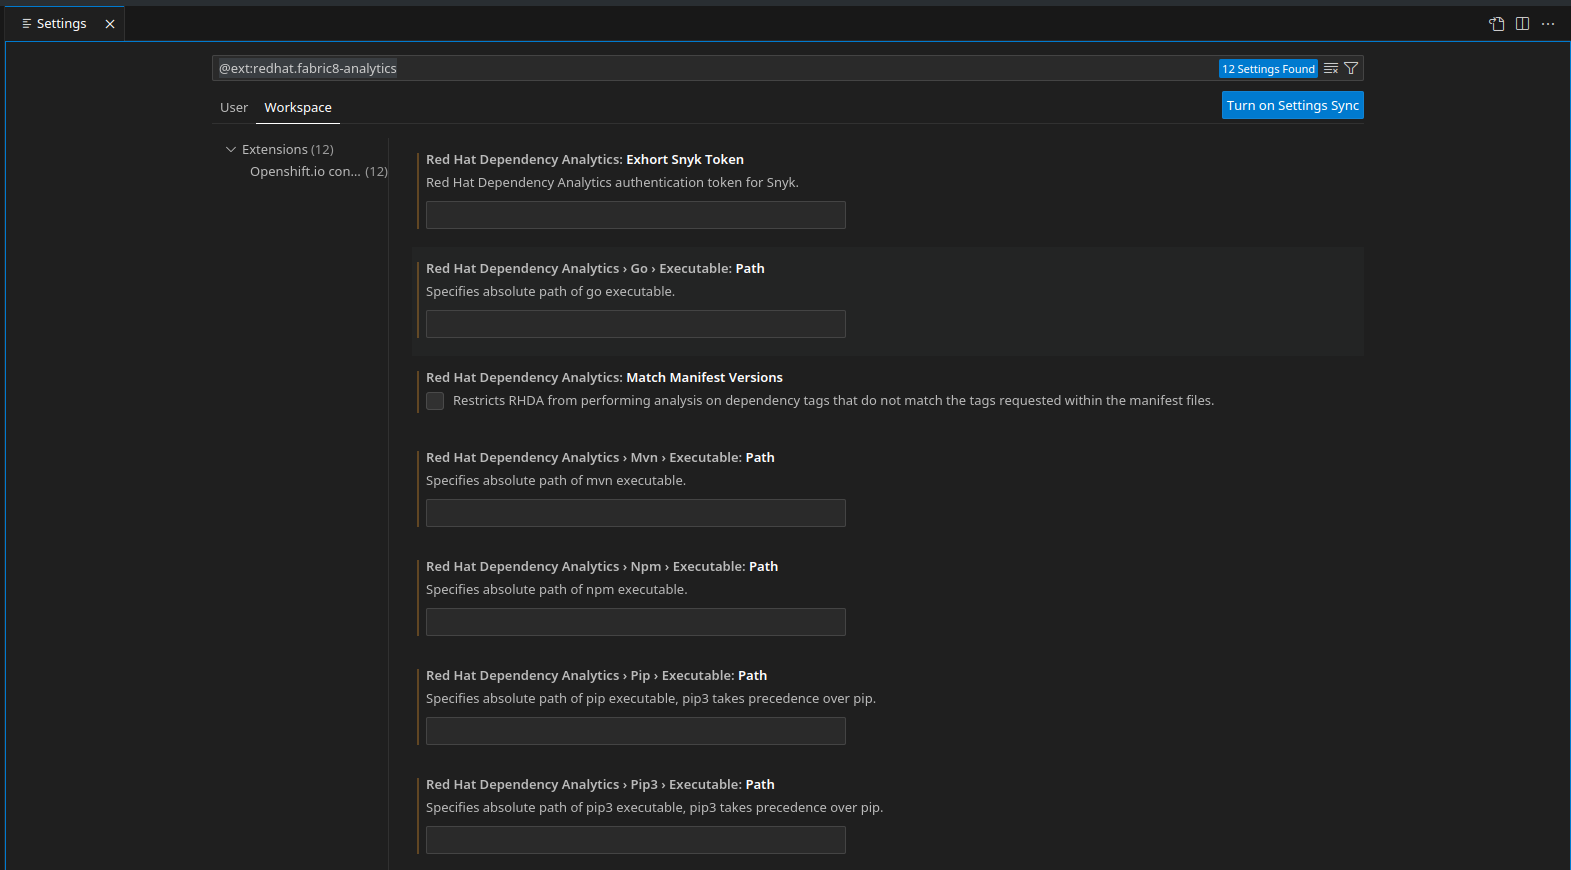 Settings
@ext:redhat.fabric8-analytics
12 Settings Found
User Workspace
Turn on Settings Sync
Extensions (12)
Openshift.io con... (12)
Red Hat Dependency Analytics: Exhort Snyk Token
Red Hat Dependency Analytics authentication token for Snyk.
Red Hat Dependency Analytics › Go › Executable: Path
Specifies absolute path of go executable.
Red Hat Dependency Analytics: Match Manifest Versions
Restricts RHDA from performing analysis on dependency tags that do not match the tags requested within the manifest files.
Red Hat Dependency Analytics › Mvn › Executable: Path
Specifies absolute path of mvn executable.
Red Hat Dependency Analytics › Npm › Executable: Path
Specifies absolute path of npm executable.
Red Hat Dependency Analytics › Pip › Executable: Path
Specifies absolute path of pip executable, pip3 takes precedence over pip.
Red Hat Dependency Analytics › Pip3 › Executable: Path
Specifies absolute path of pip3 executable, pip3 takes precedence over pip.